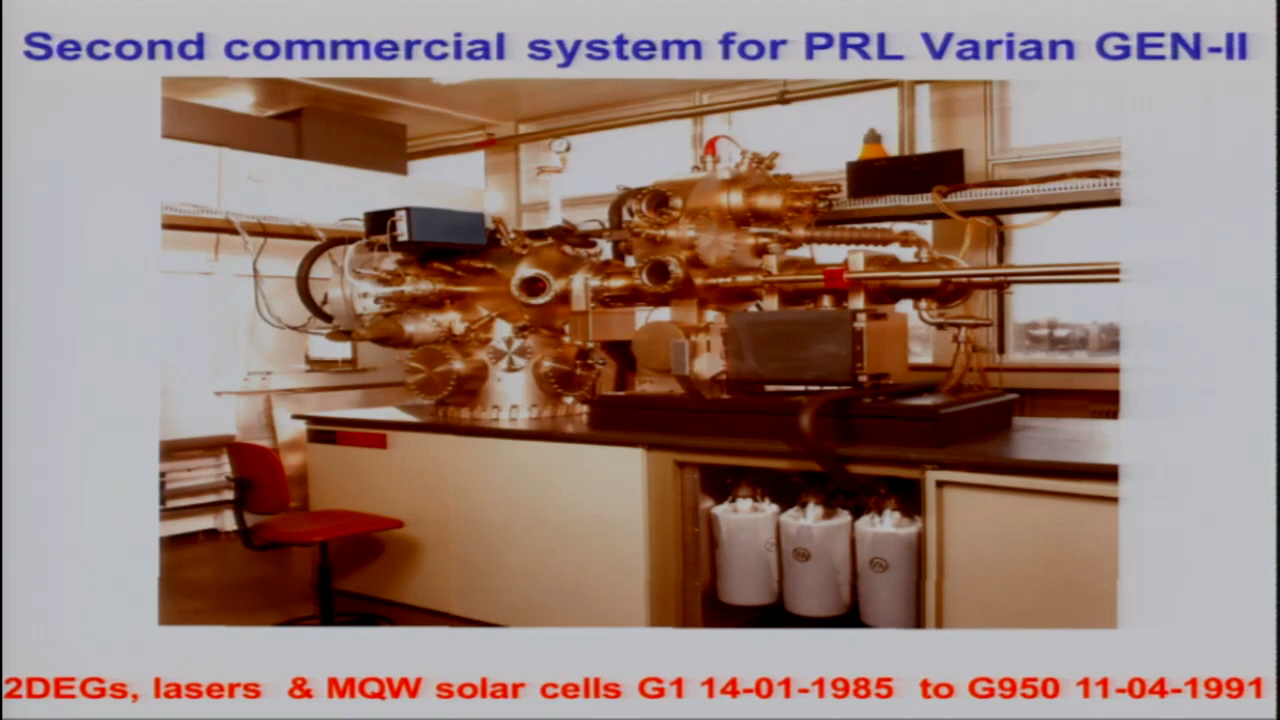 Second commercial system for PRL Varian GEN-II
2DEGs, lasers & MQW solar cells G1 14-01-1985 to G950 11-04-1991